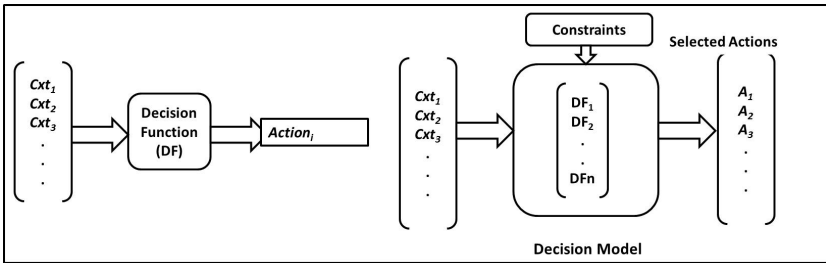 Cxt1
Cxt2
Cxt3
.
.
.
Decision
Function
(DF)
Actioni
Constraints
Cxt1
Cxt2
Cxt3
.
.
.
DF1
DF2
.
.
DFn
Selected Actions
A1
A2
A3
.
.
.
Decision Model